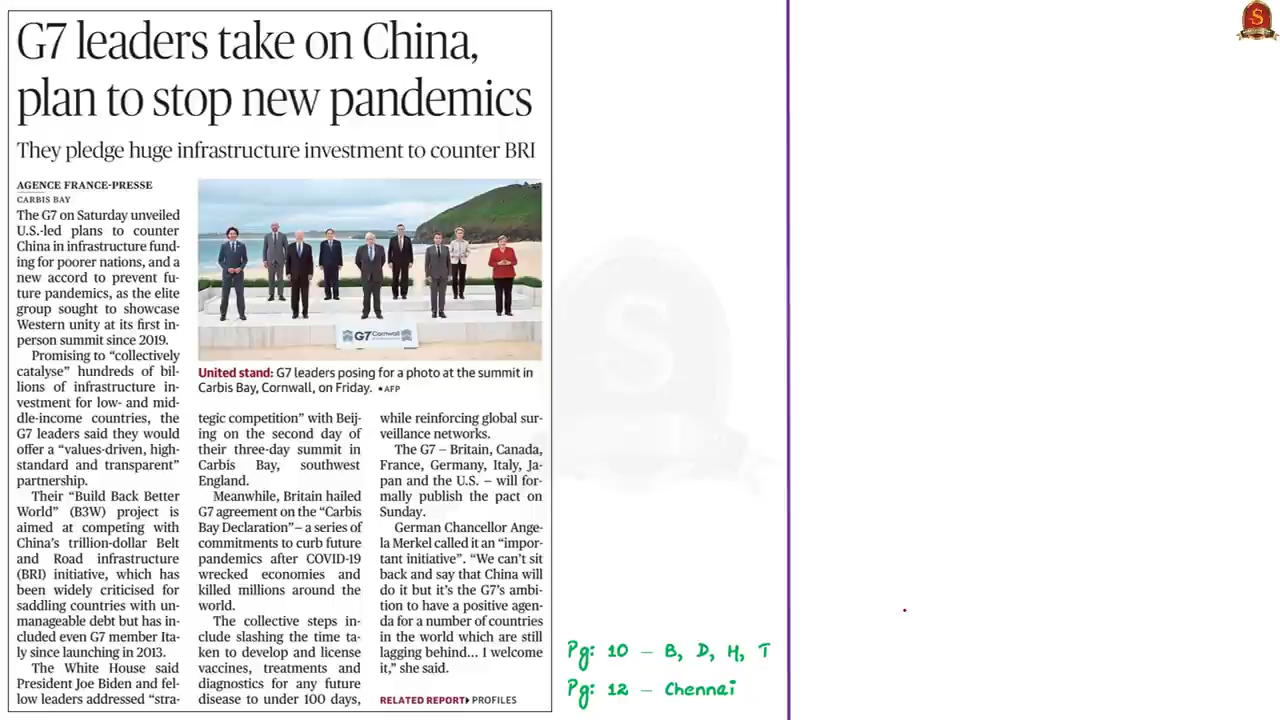 G7 leaders take on China,
plan to stop new pandemics
They pledge huge infrastructure investment to counter BRI
AGENCE FRANCE-PRESSE
CARBIS BAY
The G7 on Saturday unveiled
U.S.-led plans to counter
China in infrastructure fund-
ing for poorer nations, and a
new accord to prevent fu-
ture pandemics, as the elite
group sought to showcase
Western unity at its first in-
person summit since 2019.
Promising to “collectively
catalyse” hundreds of bil-
lions of infrastructure in-
vestment for low- and mid-
dle-income countries, the
G7 leaders said they would
offer a “values-driven, high-
standard and transparent”
partnership.
Their “Build Back Better
World” (B3W) project is
aimed at competing with
China’s trillion-dollar Belt
and Road infrastructure
(BRI) initiative, which has
been widely criticised for
saddling countries with un-
manageable debt but has in-
cluded even G7 member Ita-
ly since launching in 2013.
The White House said
President Joe Biden and fel-
low leaders addressed “stra-
G7 Cornwall
United stand: G7 leaders posing for a photo at the summit in
Carbis Bay, Cornwall, on Friday. •AFP
tegic competition” with Beij-
ing on the second day of
their three-day summit in
Carbis Bay, southwest
England.
Meanwhile, Britain hailed
G7 agreement on the “Carbis
Bay Declaration”– a series of
commitments to curb future
pandemics after COVID-19
wrecked economies and
killed millions around the
world.
The collective steps in-
clude slashing the time ta-
ken to develop and license
vaccines, treatments and
diagnostics for any future
disease to under 100 days,
while reinforcing global sur-
veillance networks.
The G7 – Britain, Canada,
France, Germany, Italy, Ja-
pan and the U.S. – will for-
mally publish the pact on
Sunday.
German Chancellor Ange-
la Merkel called it an “impor-
tant initiative”. “We can’t sit
back and say that China will
do it but it’s the G7’s ambi-
tion to have a positive agen-
da for a number of countries
in the world which are still
lagging behind... I welcome
it,” she said.
RELATED REPORT PROFILES
Pg: 10 – B, D, H, T
Pg: 12 – Chennai
S
S